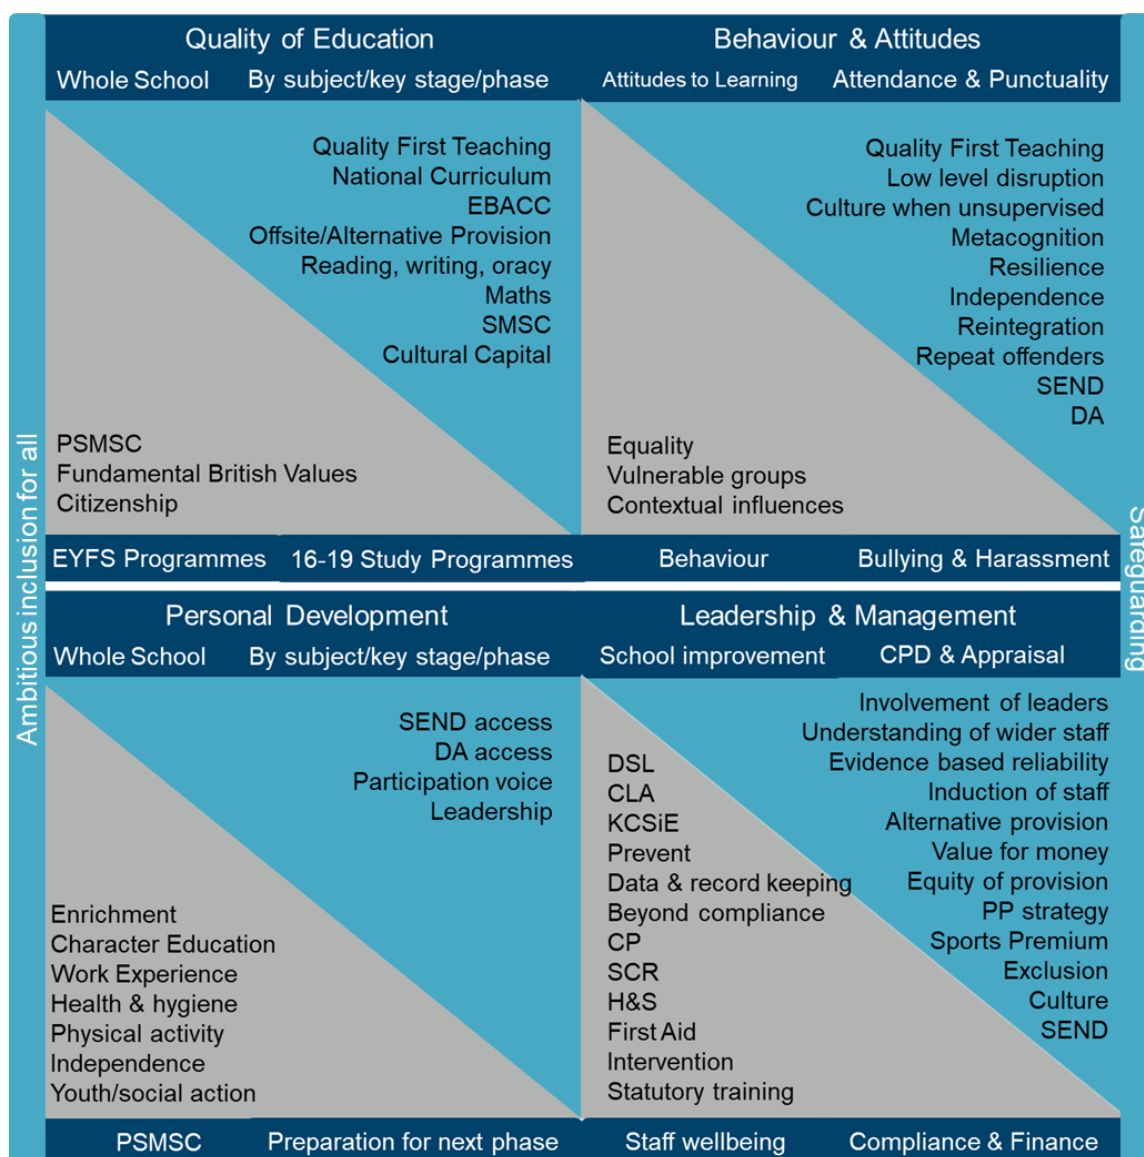 Ambitious inclusion for all
Quality of Education
Whole School
By subject/key stage/phase
Quality First Teaching
National Curriculum
EBACC
Offsite/Alternative Provision
Reading, writing, oracy
Maths
SMSC
Cultural Capital
PSMSC
Fundamental British Values
Citizenship
EYFS Programmes
16-19 Study Programmes
Behaviour & Attitudes
Attitudes to Learning
Attendance & Punctuality
Quality First Teaching
Low level disruption
Culture when unsupervised
Metacognition
Resilience
Independence
Reintegration
Repeat offenders
SEND
DA
Equality
Vulnerable groups
Contextual influences
Behaviour
Bullying & Harassment
Personal Development
Whole School
By subject/key stage/phase
SEND access
DA access
Participation voice
Leadership
Enrichment
Character Education
Work Experience
Health & hygiene
Physical activity
Independence
Youth/social action
PSMSC
Preparation for next phase
Leadership & Management
School improvement
CPD & Appraisal
Involvement of leaders
Understanding of wider staff
Evidence based reliability
Induction of staff
Alternative provision
Value for money
Equity of provision
PP strategy
Sports Premium
Exclusion
Culture
SEND
DSL
CLA
KCSiE
Prevent
Data & record keeping
Beyond compliance
CP
SCR
H&S
First Aid
Intervention
Statutory training
Staff wellbeing
Compliance & Finance
Safeguarding